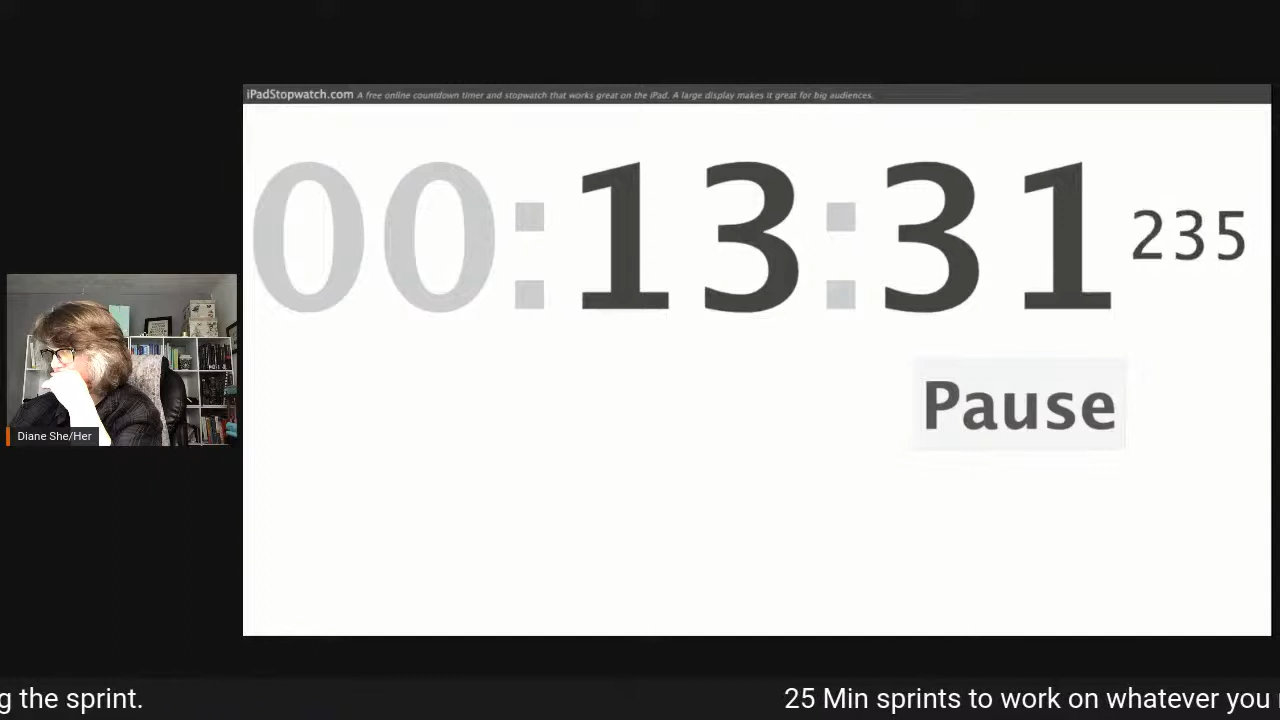 iPadStopwatch.com A free online countdown timer and stopwatch that works great on the iPad. A large display makes it great for big audiences.
00:13:31 235
Pause
Diane She/Her
g the sprint. 25 Min sprints to work on whatever you